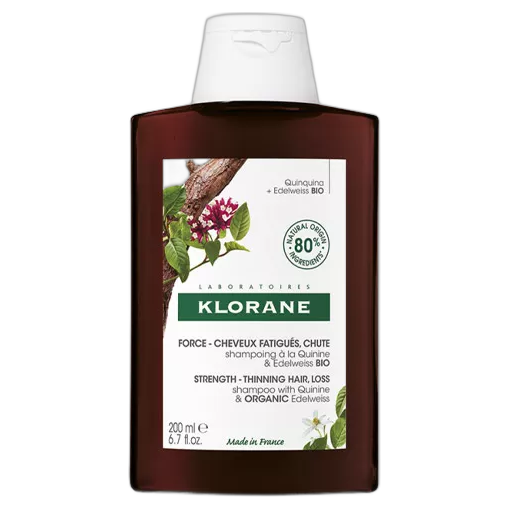 Quinquina
+ Edelweiss BIO
NATURAL ORIGIN
80%
INGREDIENTS
LABORATOIRES
KLORANE
FORCE - CHEVEUX FATIGUÉS, CHUTE
shampoing à la Quinine
& Edelweiss BIO
STRENGTH - THINNING HAIR, LOSS
shampoo with Quinine
& ORGANIC Edelweiss
200 ml ℮
6.7 fl.oz.
Made in France